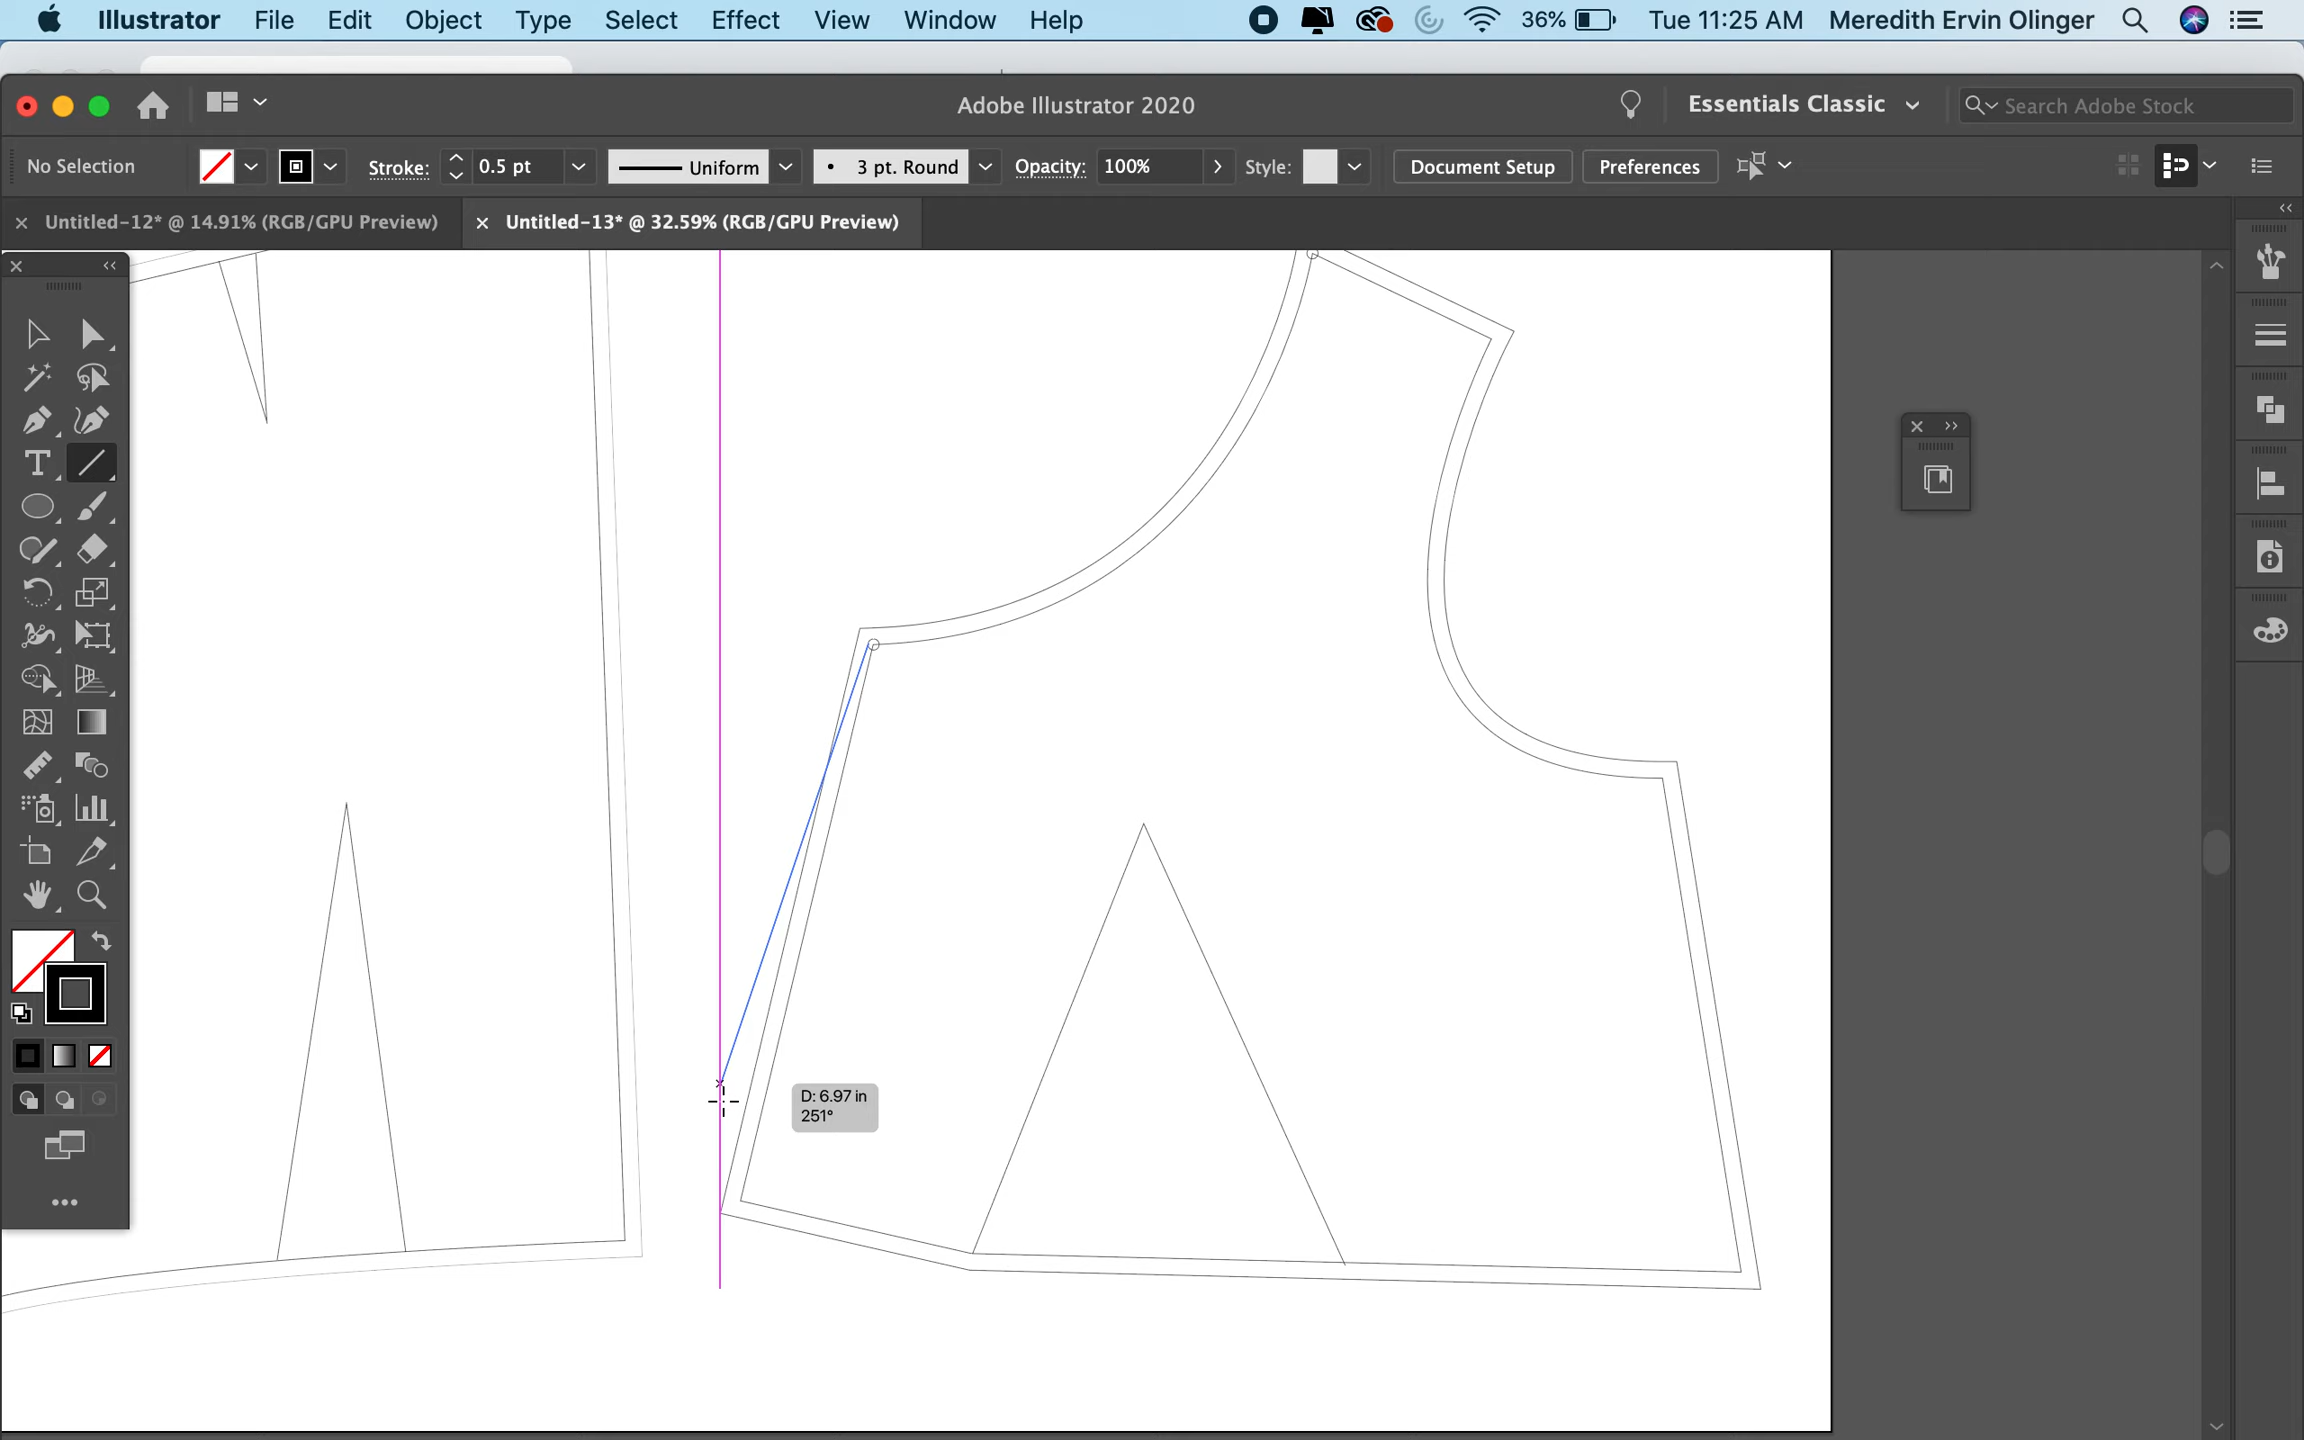 Illustrator File Edit Object Type Select Effect View Window Help 36% Tue 11:25 AM Meredith Ervin Olinger
Adobe Illustrator 2020 Essentials Classic Search Adobe Stock
No Selection Stroke: 0.5 pt Uniform 3 pt. Round Opacity: 100% Style: Document Setup Preferences
Untitled-12* @ 14.91% (RGB/GPU Preview) Untitled-13* @ 32.59% (RGB/GPU Preview)
D: 6.97 in
251°